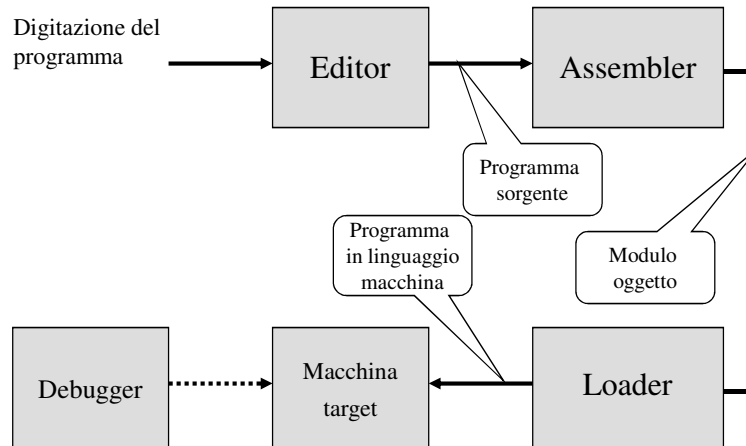 Digitazione del
programma
Editor
Assembler
Programma
sorgente
Programma
in linguaggio
macchina
Modulo
oggetto
Debugger
Macchina
target
Loader